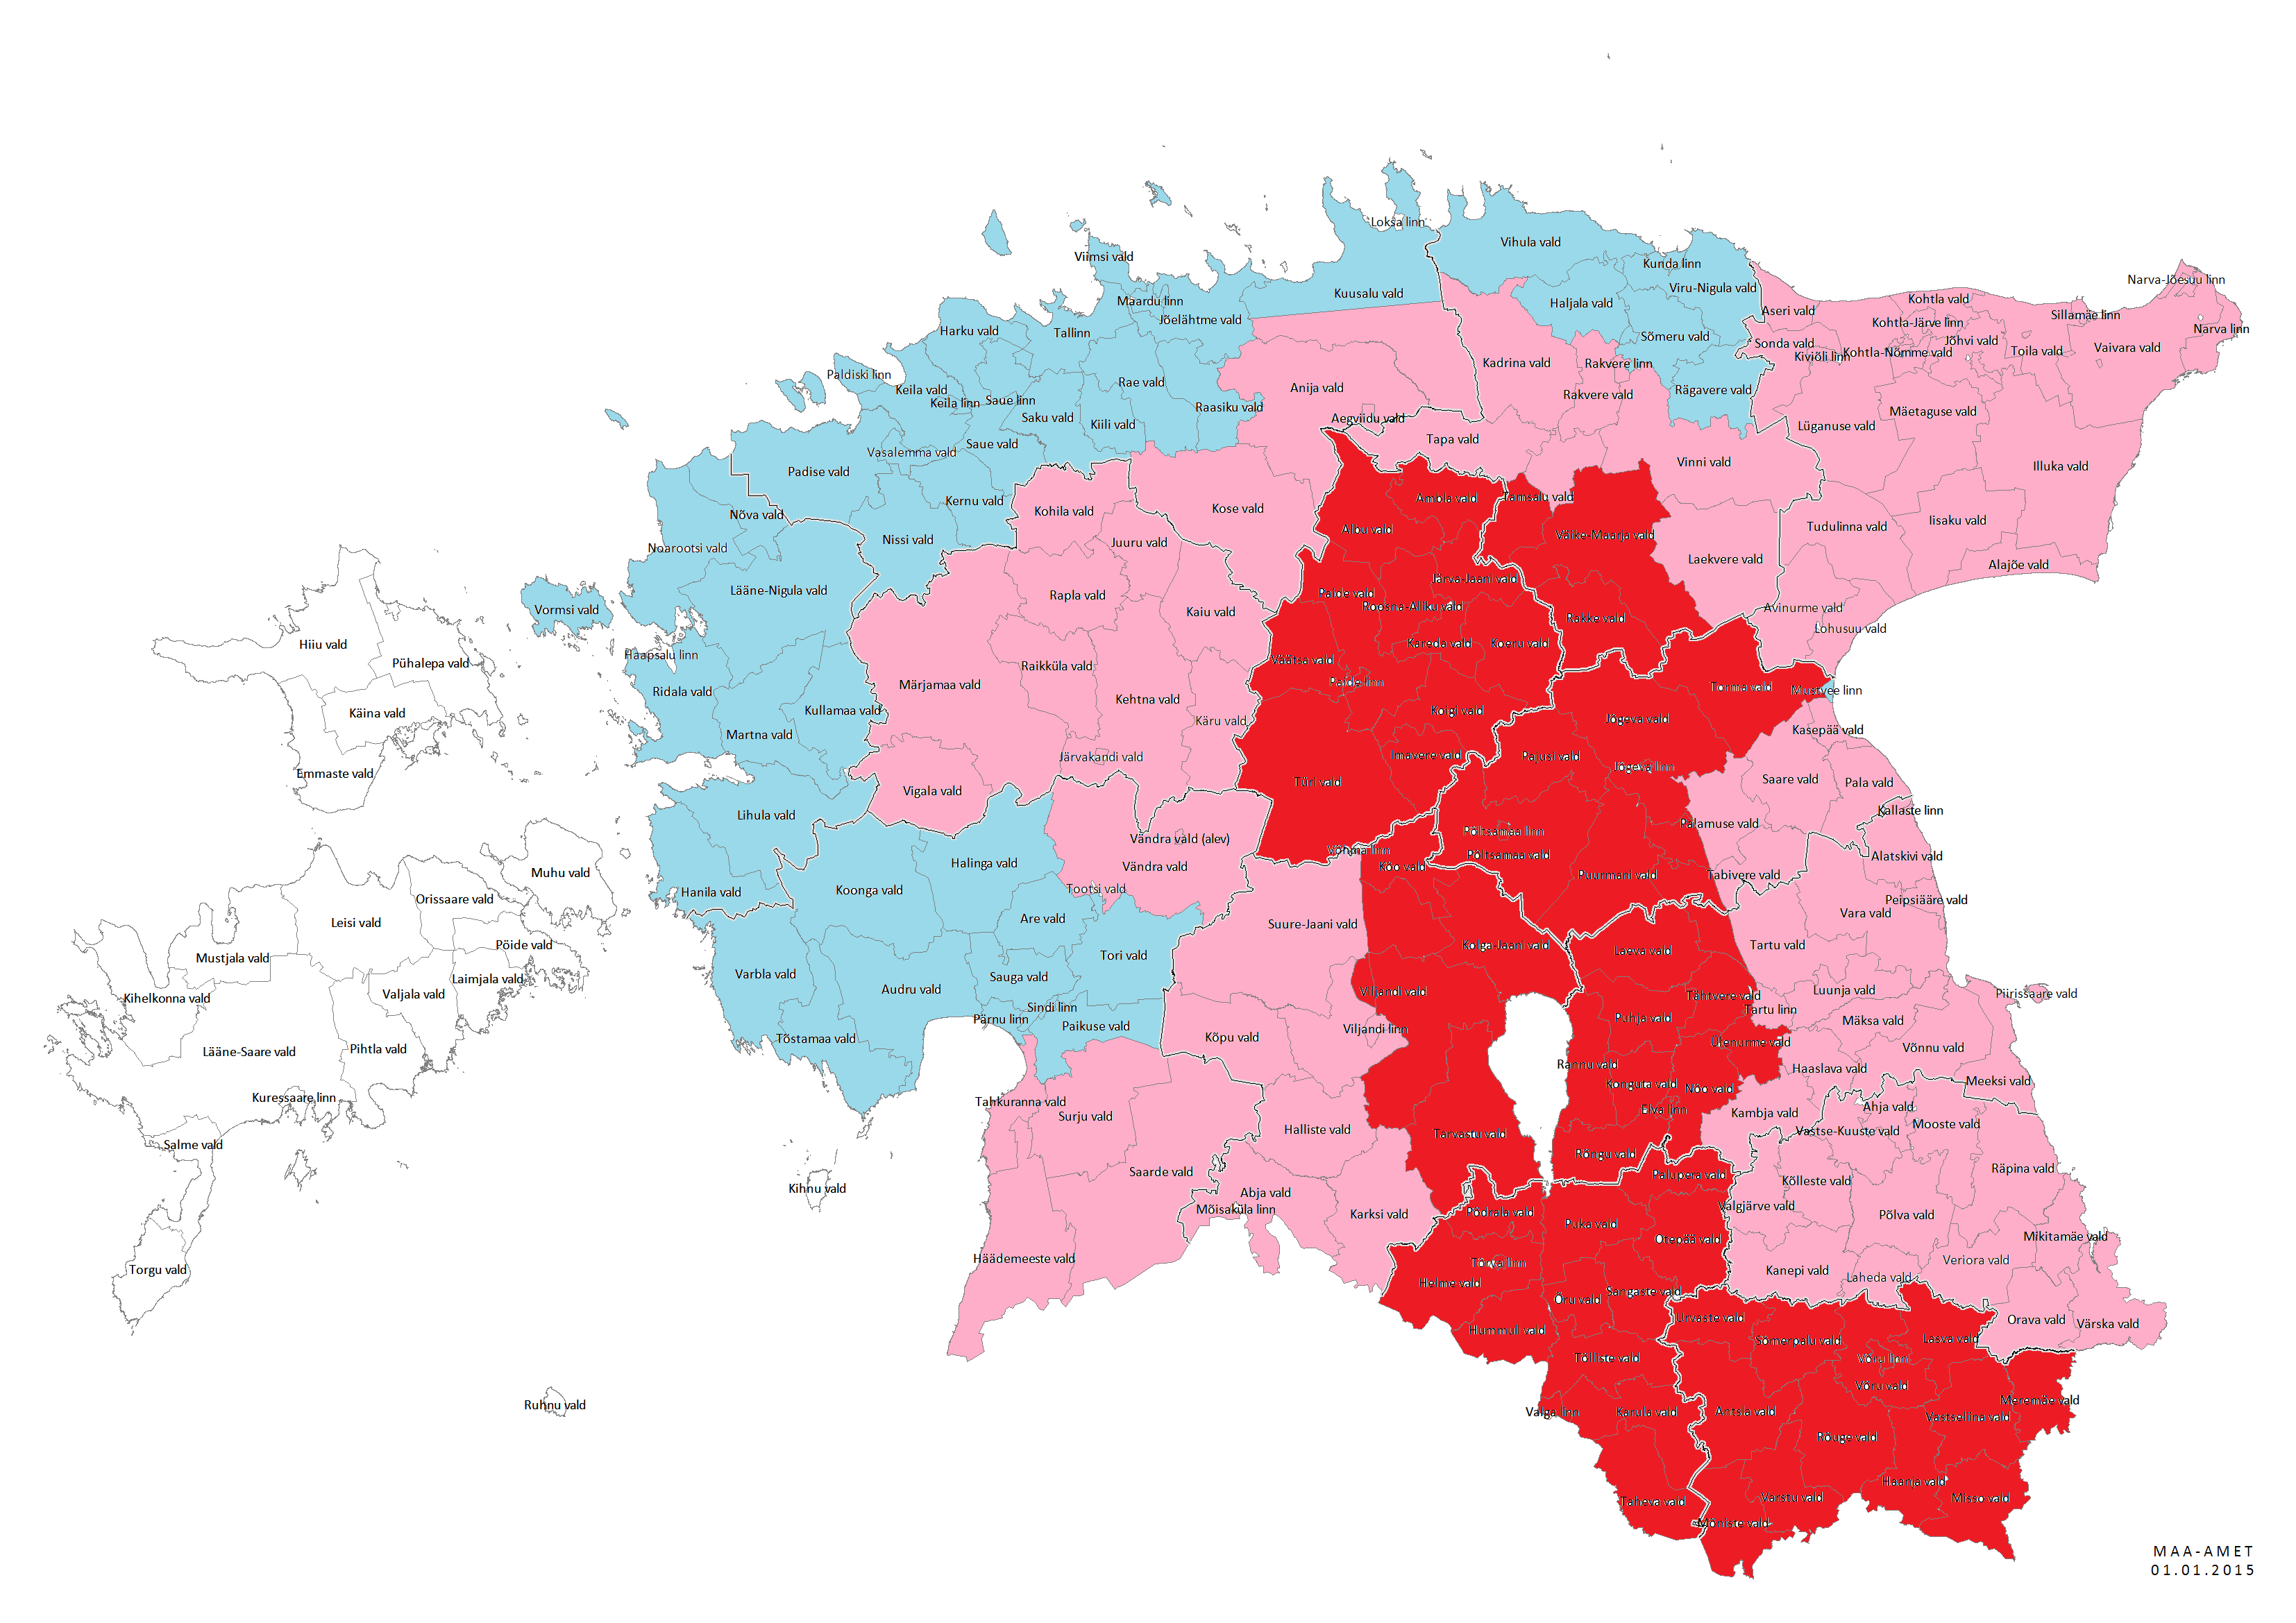 Loksa linn
Vihula vald
Viimsi vald
Kunda linn
Narva-Jõesuu linn
Kuusalu vald
Viru-Nigula vald
Maardu linn
Haljala vald
Kohtla vald
Aseri vald
Sillamäe linn
Jõelähtme vald
Kohtla-Järve linn
Harku vald
Tallinn
Narva linn
Sõmeru vald
Sonda vald
Jõhvi vald
Vaivara vald
Kiviõli linn
Kohtla-Nõmme vald
Toila vald
Kadrina vald
Rakvere linn
Paldiski linn
Rae vald
Anija vald
Keila vald
Rägavere vald
Rakvere vald
Keila linn
Saue linn
Raasiku vald
Mäetaguse vald
Saku vald
Aegviidu vald
Kiili vald
Lüganuse vald
Saue vald
Tapa vald
Vasalemma vald
Vinni vald
Illuka vald
Padise vald
Kernu vald
Ambla vald
Tamsalu vald
Kose vald
Kohila vald
Nõva vald
Iisaku vald
Tudulinna vald
Albu vald
Väike-Maarja vald
Nissi vald
Juuru vald
Noarootsi vald
Laekvere vald
Alajõe vald
Järva-Jaani vald
Lääne-Nigula vald
Paide vald
Rapla vald
Roosna-Alliku vald
Avinurme vald
Vormsi vald
Kaiu vald
Rakke vald
Lohusuu vald
Hiiu vald
Kareda vald
Koeru vald
Haapsalu linn
Väätsa vald
Pühalepa vald
Raikküla vald
Märjamaa vald
Paide linn
Torma vald
Mustvee linn
Ridala vald
Kehtna vald
Kullamaa vald
Koigi vald
Käina vald
Jõgeva vald
Käru vald
Kasepää vald
Martna vald
Imavere vald
Pajusi vald
Järvakandi vald
Jõgeva linn
Emmaste vald
Saare vald
Türi vald
Pala vald
Vigala vald
Kallaste linn
Lihula vald
Palamuse vald
Põltsamaa linn
Vändra vald (alev)
Võhma linn
Põltsamaa vald
Alatskivi vald
Halinga vald
Vändra vald
Kõo vald
Muhu vald
Puurmani vald
Tabivere vald
Koonga vald
Tootsi vald
Hanila vald
Orissaare vald
Peipsiääre vald
Vara vald
Are vald
Leisi vald
Suure-Jaani vald
Pöide vald
Kolga-Jaani vald
Tartu vald
Laeva vald
Tori vald
Mustjala vald
Varbla vald
Sauga vald
Laimjala vald
Audru vald
Luunja vald
Viljandi vald
Piirissaare vald
Valjala vald
Tähtvere vald
Kihelkonna vald
Sindi linn
Tartu linn
Pärnu linn
Puhja vald
Mäksa vald
Paikuse vald
Viljandi linn
Kõpu vald
Tõstamaa vald
Ülenurme vald
Võnnu vald
Pihtla vald
Lääne-Saare vald
Rannu vald
Haaslava vald
Meeksi vald
Konguta vald
Nõo vald
Kuressaare linn
Tahkuranna vald
Ahja vald
Elva linn
Kambja vald
Surju vald
Mooste vald
Halliste vald
Vastse-Kuuste vald
Tarvastu vald
Salme vald
Rõngu vald
Räpina vald
Saarde vald
Palupera vald
Kõlleste vald
Kihnu vald
Abja vald
Valgjärve vald
Mõisaküla linn
Põdrala vald
Karksi vald
Põlva vald
Puka vald
Mikitamäe vald
Otepää vald
Häädemeeste vald
Veriora vald
Tõrva linn
Torgu vald
Kanepi vald
Laheda vald
Helme vald
Sangaste vald
Õru vald
Urvaste vald
Orava vald
Värska vald
Hummuli vald
Sõmerpalu vald
Lasva vald
Tõlliste vald
Võru linn
Võru vald
Meremäe vald
Ruhnu vald
Valga linn
Karula vald
Antsla vald
Vastseliina vald
Rõuge vald
Haanja vald
Varstu vald
Misso vald
Taheva vald
Mõniste vald
MAA-AMET
01.01.2015